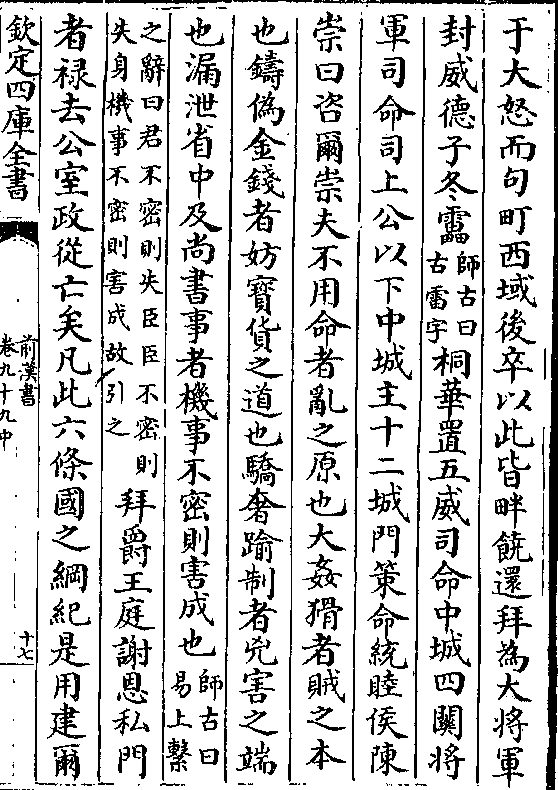 于大怒而句町西域後卒以此皆畔饒還拜為大將軍
封威德子冬靁師古曰古雷字桐華置五威司命中城四關將
軍司命司上公以下中城主十二城門策命統睦侯陳
崇曰咨爾崇夫不用命者亂之原也大姦猾者賊之本
也鑄偽金錢者妨寶貨之道也驕奢踰制者兇害之端
也漏泄省中及尚書事者機事不密則害成也師古曰易上繫
之辭曰君不密則失臣臣不密則失身機事不密則害成故引之拜爵王庭謝恩私門
者禄去公室政從亡矣凡此六條國之綱紀是用建爾
欽定四庫全書
前漢書
卷九十九中
十七